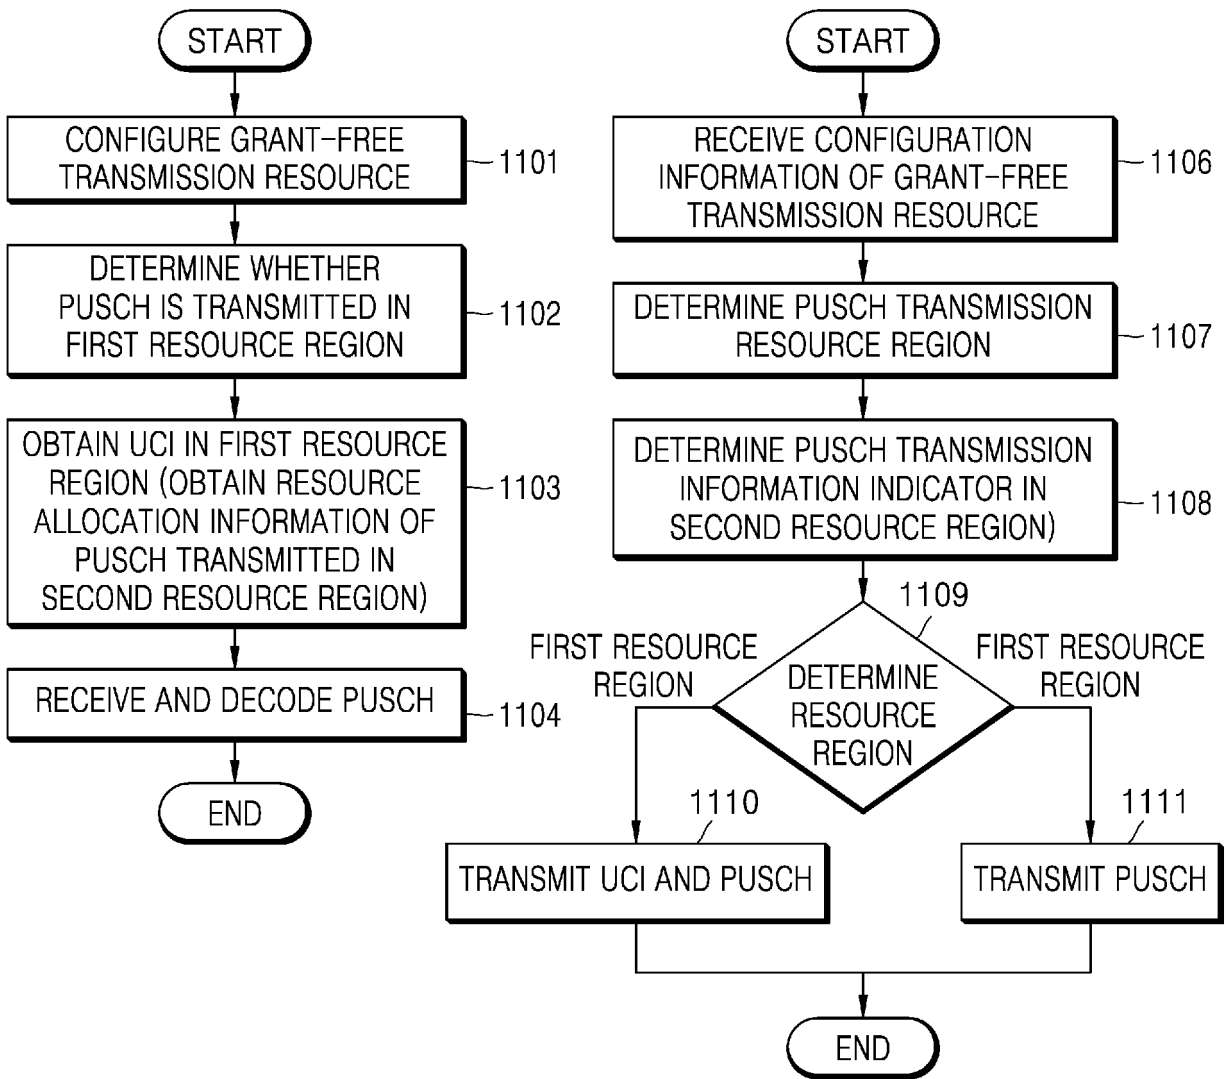 START
CONFIGURE GRANT-FREE
TRANSMISSION RESOURCE
1101
DETERMINE WHETHER
PUSCH IS TRANSMITTED IN
FIRST RESOURCE REGION
1102
OBTAIN UCI IN FIRST RESOURCE
REGION (OBTAIN RESOURCE
ALLOCATION INFORMATION OF
PUSCH TRANSMITTED IN
SECOND RESOURCE REGION)
1103
RECEIVE AND DECODE PUSCH
1104
END
START
RECEIVE CONFIGURATION
INFORMATION OF GRANT-FREE
TRANSMISSION RESOURCE
1106
DETERMINE PUSCH TRANSMISSION
RESOURCE REGION
1107
DETERMINE PUSCH TRANSMISSION
INFORMATION INDICATOR IN
SECOND RESOURCE REGION)
1108
1109
DETERMINE
RESOURCE
REGION
FIRST RESOURCE
REGION
FIRST RESOURCE
REGION
1110
TRANSMIT UCI AND PUSCH
1111
TRANSMIT PUSCH
END